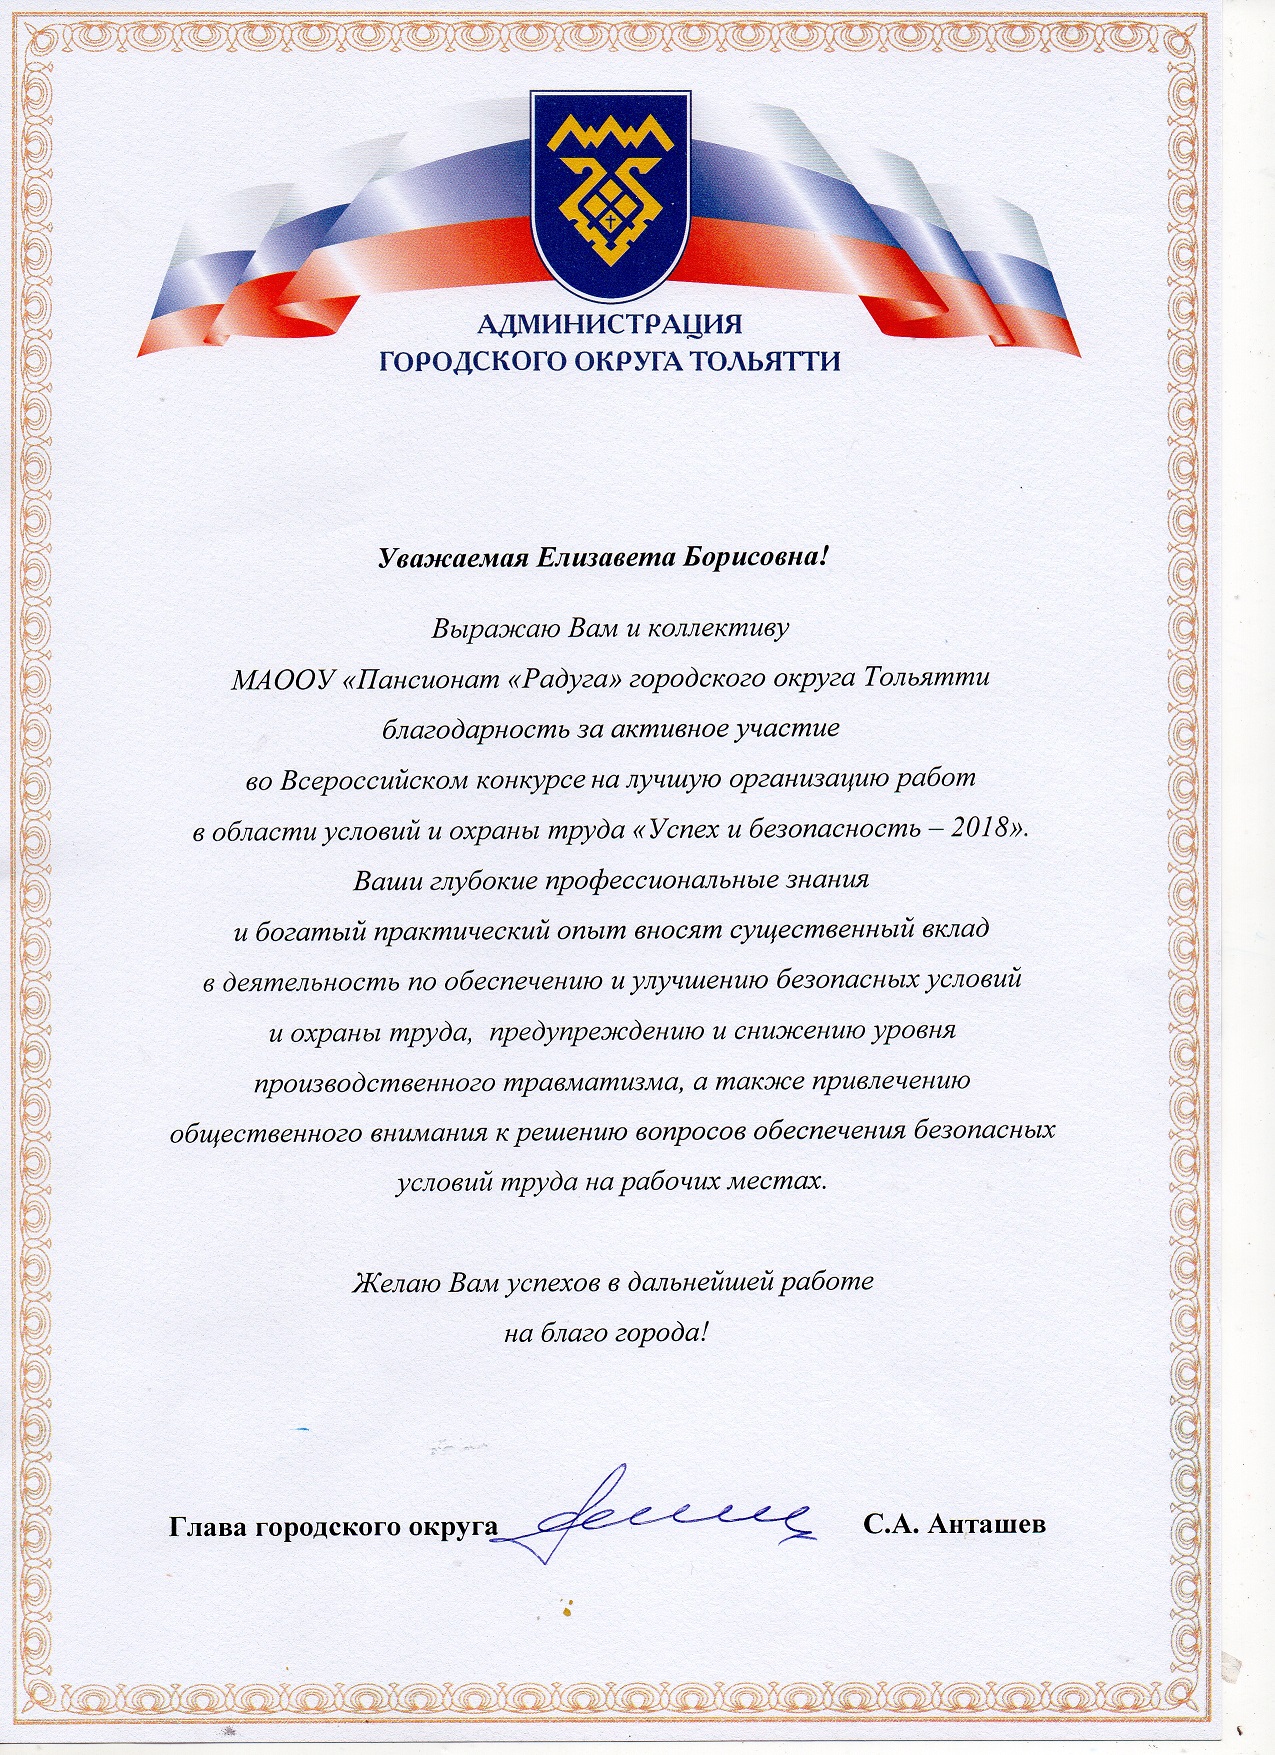 АДМИНИСТРАЦИЯ
ГОРОДСКОГО ОКРУГА ТОЛЬЯТТИ
Уважаемая Елизавета Борисовна!
Выражаю Вам и коллективу
МАООУ «Пансионат «Радуга» городского округа Тольятти
благодарность за активное участие
во Всероссийском конкурсе на лучшую организацию работ
в области условий и охраны труда «Успех и безопасность – 2018».
Ваши глубокие профессиональные знания
и богатый практический опыт вносят существенный вклад
в деятельность по обеспечению и улучшению безопасных условий
и охраны труда, предупреждению и снижению уровня
производственного травматизма, а также привлечению
общественного внимания к решению вопросов обеспечения безопасных
условий труда на рабочих местах.
Желаю Вам успехов в дальнейшей работе
на благо города!
Глава городского округа С.А. Анташев